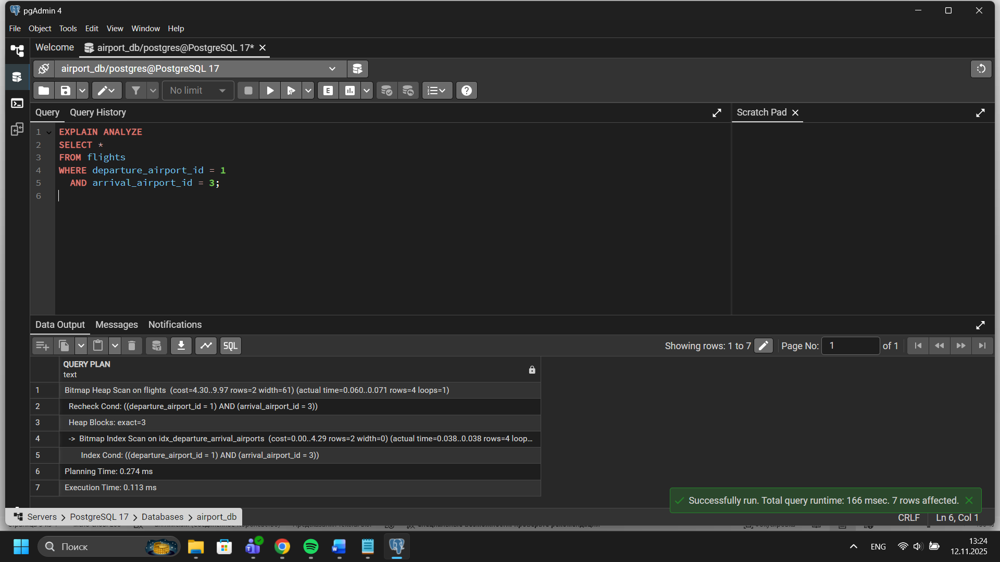 pgAdmin 4
File Object Tools Edit View Window Help
Welcome airport_db/postgres@PostgreSQL 17*
airport_db/postgres@PostgreSQL 17
No limit
Query Query History Scratch Pad
1 EXPLAIN ANALYZE
2 SELECT *
3 FROM flights
4 WHERE departure_airport_id = 1
5 AND arrival_airport_id = 3;
6
Data Output Messages Notifications
SQL Showing rows: 1 to 7 Page No: 1 of 1
QUERY PLAN
text
1 Bitmap Heap Scan on flights (cost=4.30..9.97 rows=2 width=61) (actual time=0.060..0.071 rows=4 loops=1)
2 Recheck Cond: ((departure_airport_id = 1) AND (arrival_airport_id = 3))
3 Heap Blocks: exact=3
4 -> Bitmap Index Scan on idx_departure_arrival_airports (cost=0.00..4.29 rows=2 width=0) (actual time=0.038..0.038 rows=4 loop...
5 Index Cond: ((departure_airport_id = 1) AND (arrival_airport_id = 3))
6 Planning Time: 0.274 ms
7 Execution Time: 0.113 ms
Successfully run. Total query runtime: 166 msec. 7 rows affected.
Servers > PostgreSQL 17 > Databases > airport_db
CRLF Ln 6, Col 1
Поиск
ENG
13:24
12.11.2025